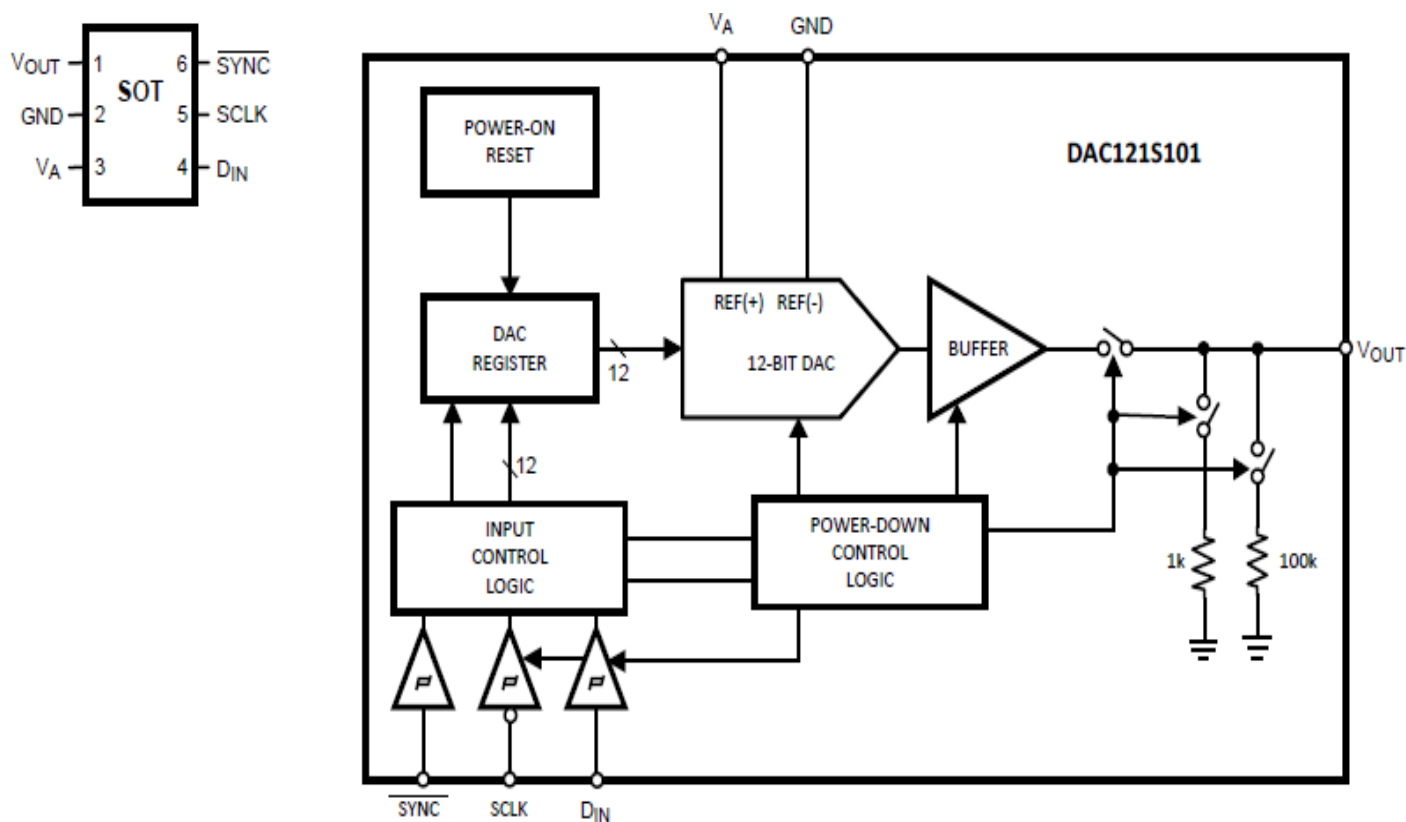 VA GND
VOUT 1 SOT 6 SYNC
GND 2 5 SCLK
VA 3 4 DIN
POWER-ON
RESET
DAC121S101
REF(+) REF(-)
DAC
REGISTER
12
12-BIT DAC
BUFFER
VOUT
12
INPUT
CONTROL
LOGIC
POWER-DOWN
CONTROL
LOGIC
1k
100k
SYNC SCLK DIN